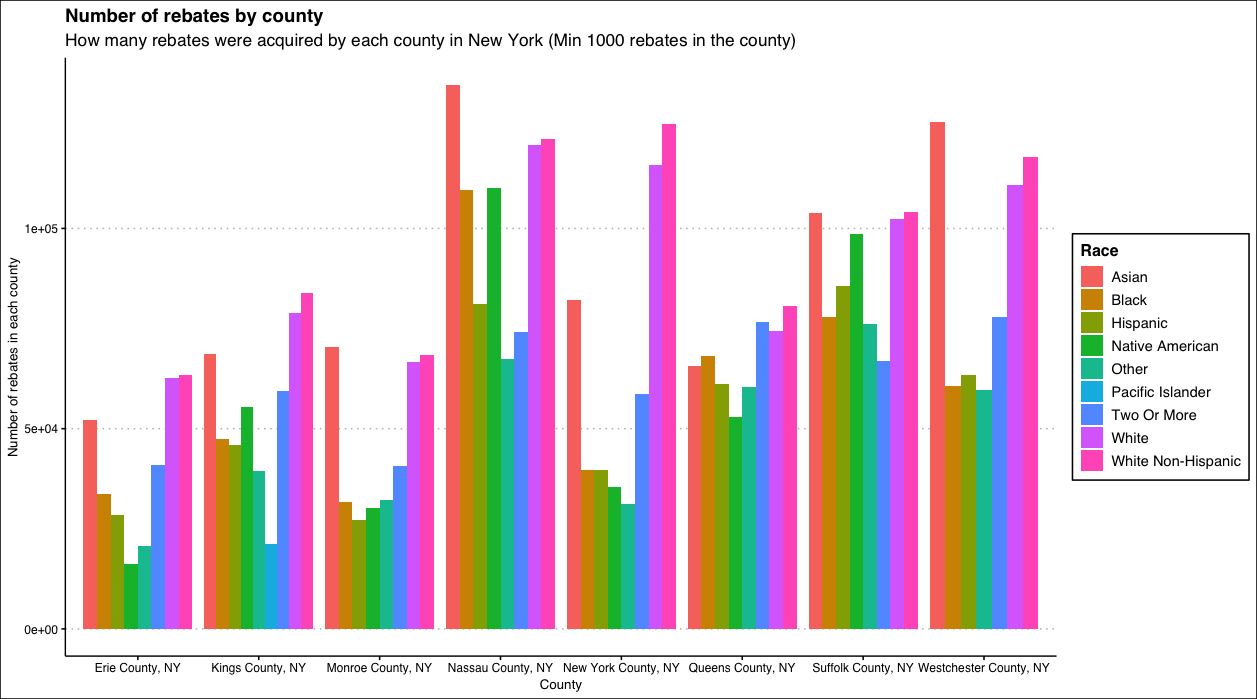 Number of rebates by county
How many rebates were acquired by each county in New York (Min 1000 rebates in the county)
Number of rebates in each county
1e+05
5e+04
0e+00
Erie County, NY
Kings County, NY
Monroe County, NY
Nassau County, NY
New York County, NY
Queens County, NY
Suffolk County, NY
Westchester County, NY
County
Race
Asian
Black
Hispanic
Native American
Other
Pacific Islander
Two Or More
White
White Non-Hispanic